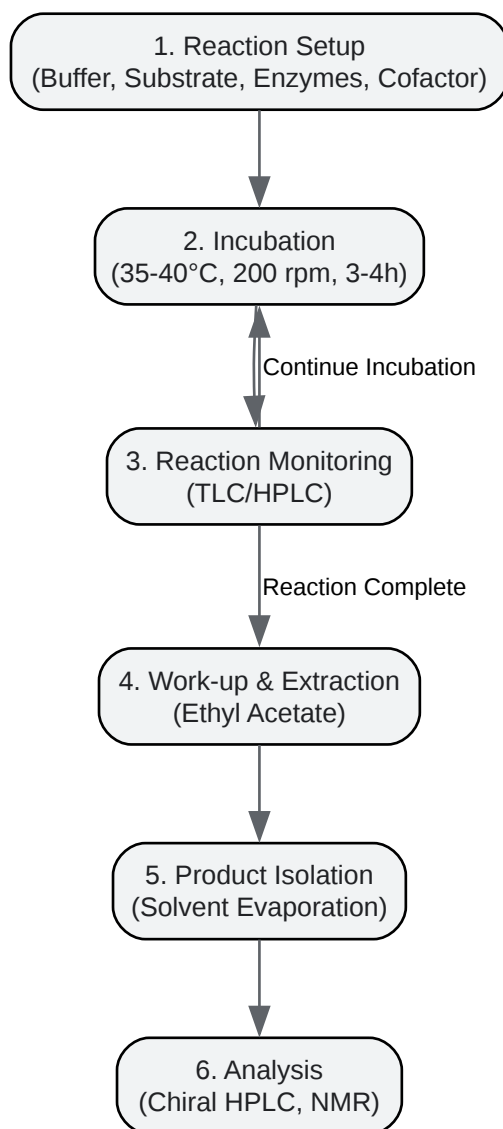 1. Reaction Setup
(Buffer, Substrate, Enzymes, Cofactor)
2. Incubation
(35-40°C, 200 rpm, 3-4h)
Continue Incubation
3. Reaction Monitoring
(TLC/HPLC)
Reaction Complete
4. Work-up & Extraction
(Ethyl Acetate)
5. Product Isolation
(Solvent Evaporation)
6. Analysis
(Chiral HPLC, NMR)